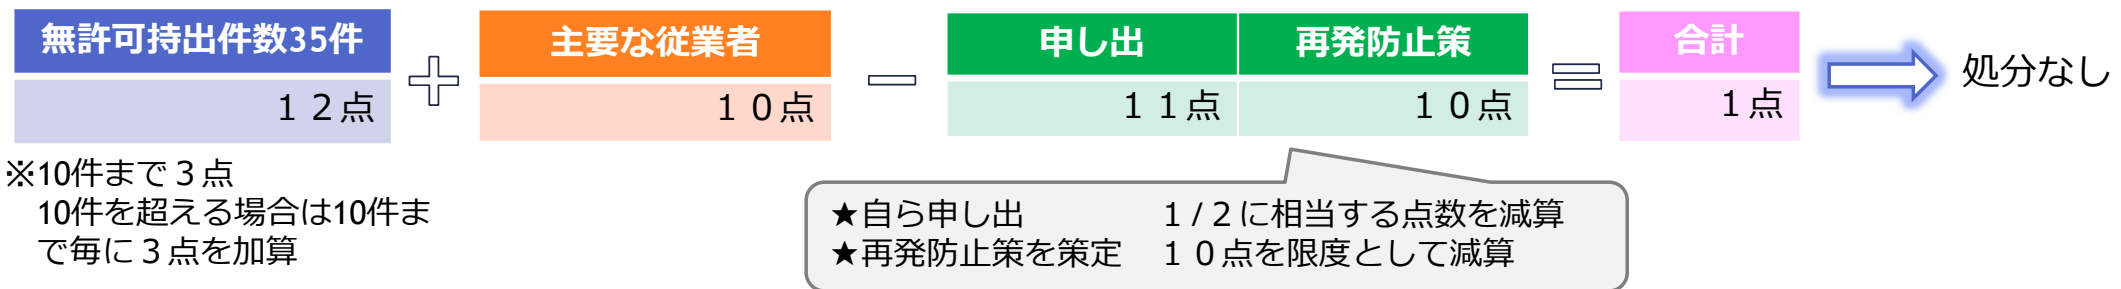 無許可持出件数35件
１２点
主要な従業者
１０点
申し出 再発防止策
１１点 １０点
合計
１点
処分なし
※10件まで３点
10件を超える場合は10件ま
で毎に３点を加算
★自ら申し出 １/２に相当する点数を減算
★再発防止策を策定 １０点を限度として減算